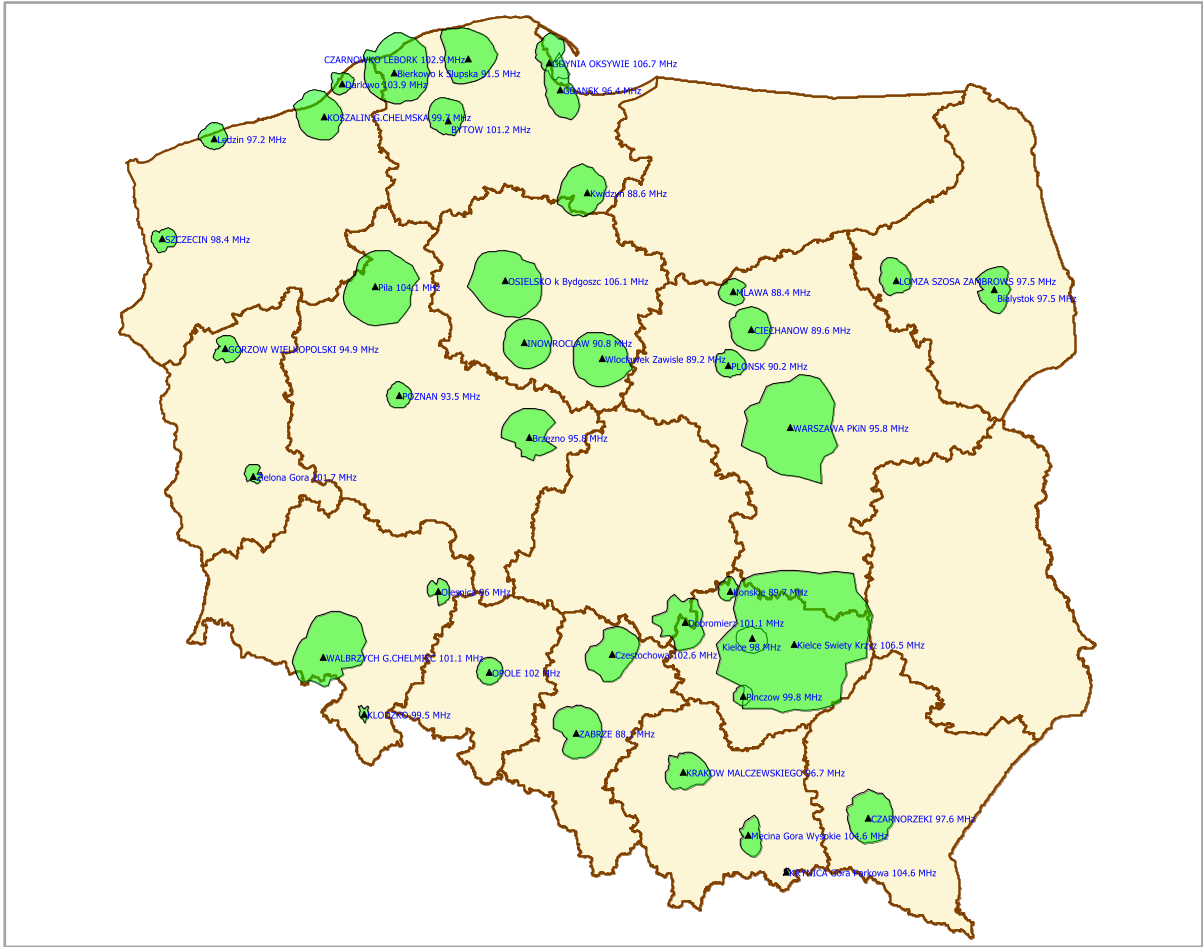 CZARNOWKO LEBORK 102.9 MHz
GDYNIA OKSYWIE 106.7 MHz
Bierkowo k Slupska 91.5 MHz
Darlowo 103.9 MHz
GDANSK 96.4 MHz
KOSZALIN G.CHELMSKA 99.7 MHz
BYTOW 101.2 MHz
Ledzin 97.2 MHz
Kwidzyn 88.6 MHz
SZCZECIN 98.4 MHz
Pila 104.1 MHz
OSIELSKO k Bydgoszc 106.1 MHz
MLAWA 88.4 MHz
LOMZA SZOSA ZAMBROWS 97.5 MHz
Bialystok 97.5 MHz
CIECHANOW 89.6 MHz
INOWROCLAW 90.8 MHz
GORZOW WIELKOPOLSKI 94.9 MHz
Wloclawek Zawisle 89.2 MHz
PLONSK 90.2 MHz
POZNAN 93.5 MHz
WARSZAWA PKiN 95.8 MHz
Brzezno 95.8 MHz
Zielona Gora 101.7 MHz
Olesnica 96 MHz
Konskie 89.7 MHz
Dobromierz 101.1 MHz
Kielce 98 MHz
Kielce Swiety Krzyz 106.5 MHz
WALBRZYCH G.CHELMIEC 101.1 MHz
Czestochowa 102.6 MHz
OPOLE 102 MHz
Pinczow 99.8 MHz
KLODZKO 99.5 MHz
ZABRZE 88.1 MHz
KRAKOW MALCZEWSKIEGO 96.7 MHz
CZARNORZEKI 97.6 MHz
Mecina Gora Wysokie 104.6 MHz
KRYNICA Gora Parkowa 104.6 MHz